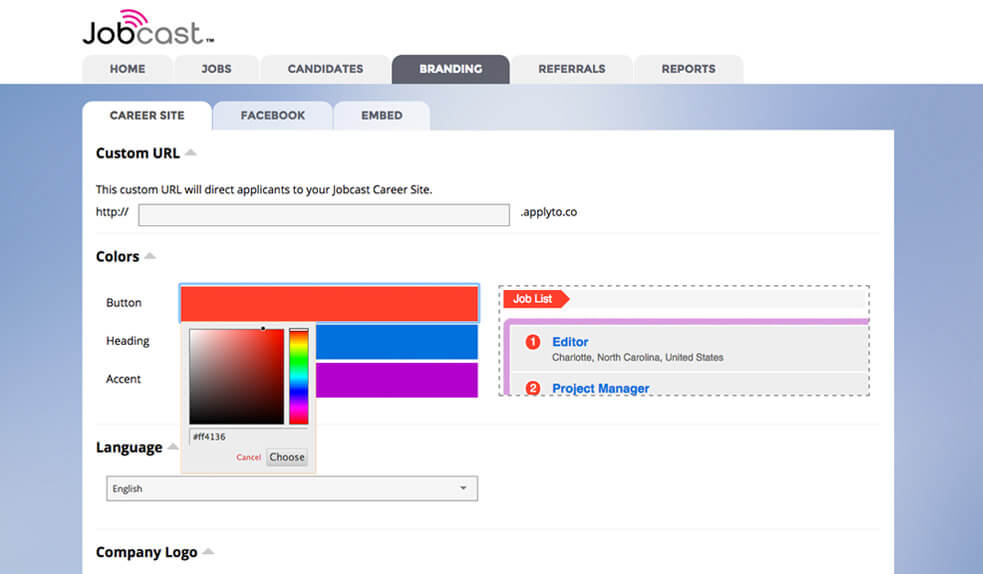 Jobcast™
HOME JOBS CANDIDATES BRANDING REFERRALS REPORTS
CAREER SITE FACEBOOK EMBED
Custom URL
This custom URL will direct applicants to your Jobcast Career Site.
http:// .applyto.co
Colors
Button
Heading
Accent
#ff4136
Cancel Choose
Job List
1 Editor
Charlotte, North Carolina, United States
2 Project Manager
Language
English
Company Logo